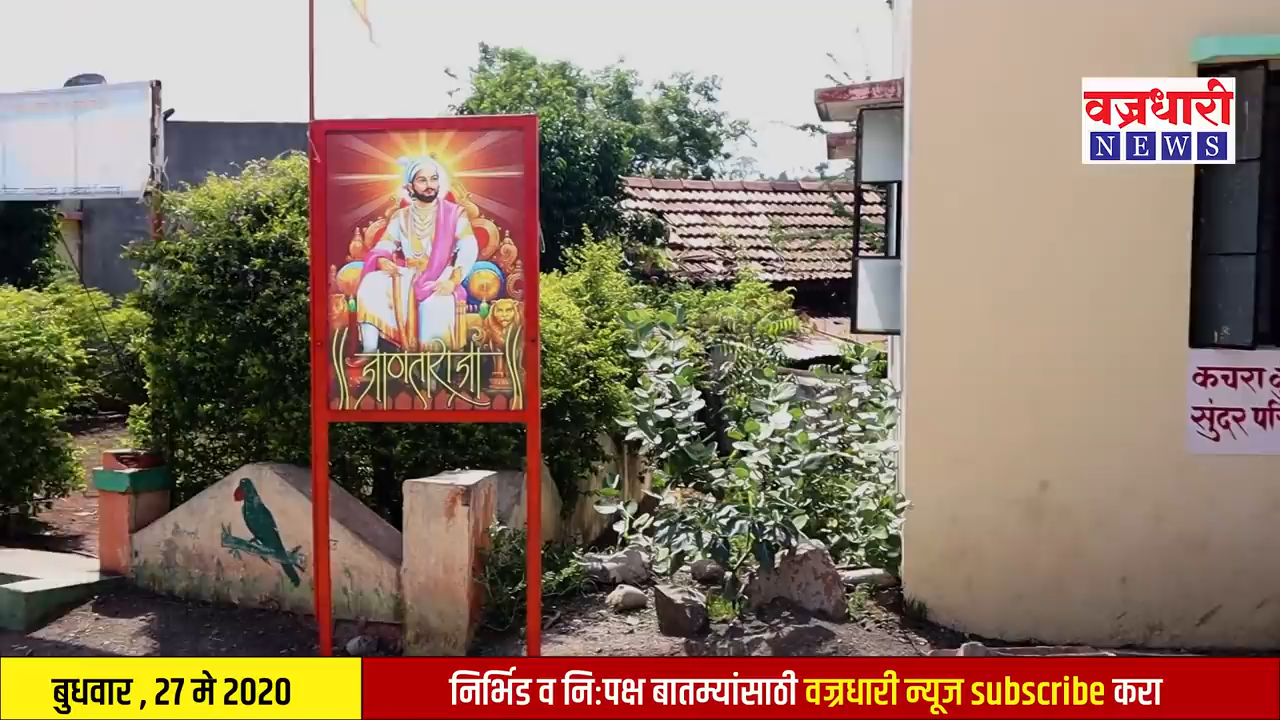 वज्रधारी
NEWS
जाणता राजा
कचरा
सुंदर
बुधवार , 27 मे 2020
निर्भिड व नि:पक्ष बातम्यांसाठी वज्रधारी न्यूज subscribe करा